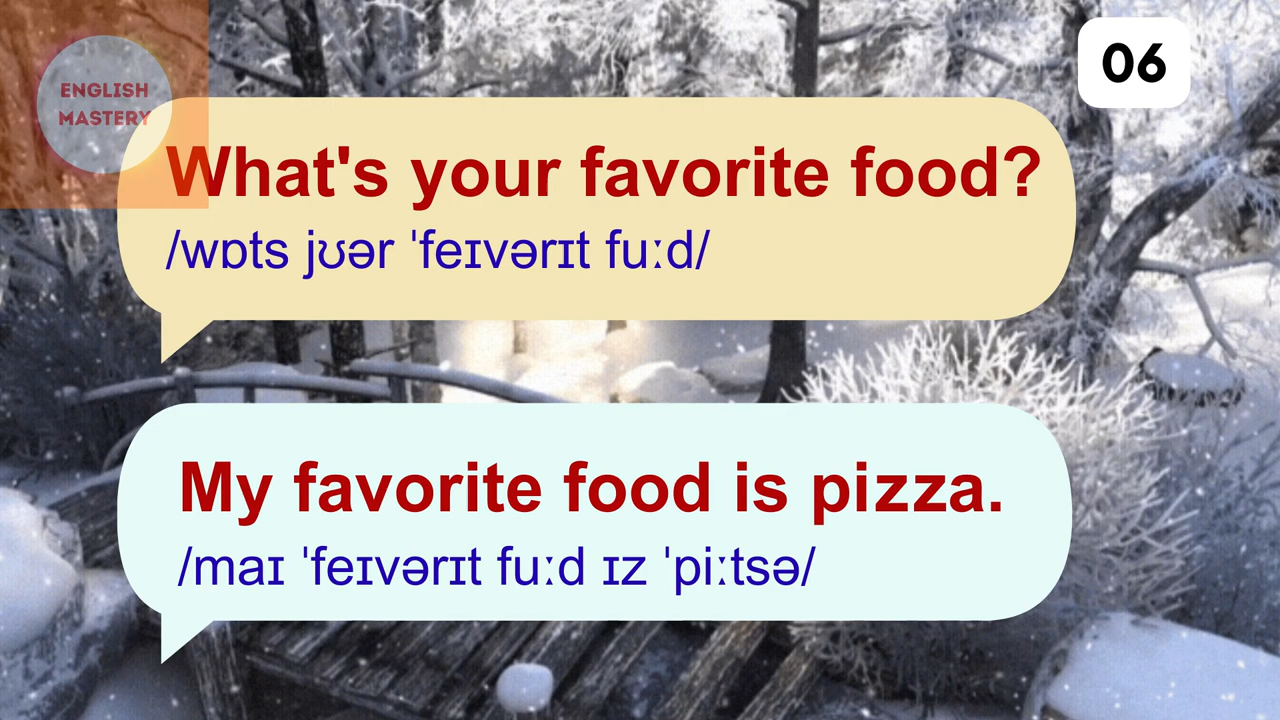 ENGLISH
MASTERY
06
What's your favorite food?
/wɒts jʊər ˈfeɪvərɪt fuːd/
My favorite food is pizza.
/maɪ ˈfeɪvərɪt fuːd ɪz ˈpiːtsə/